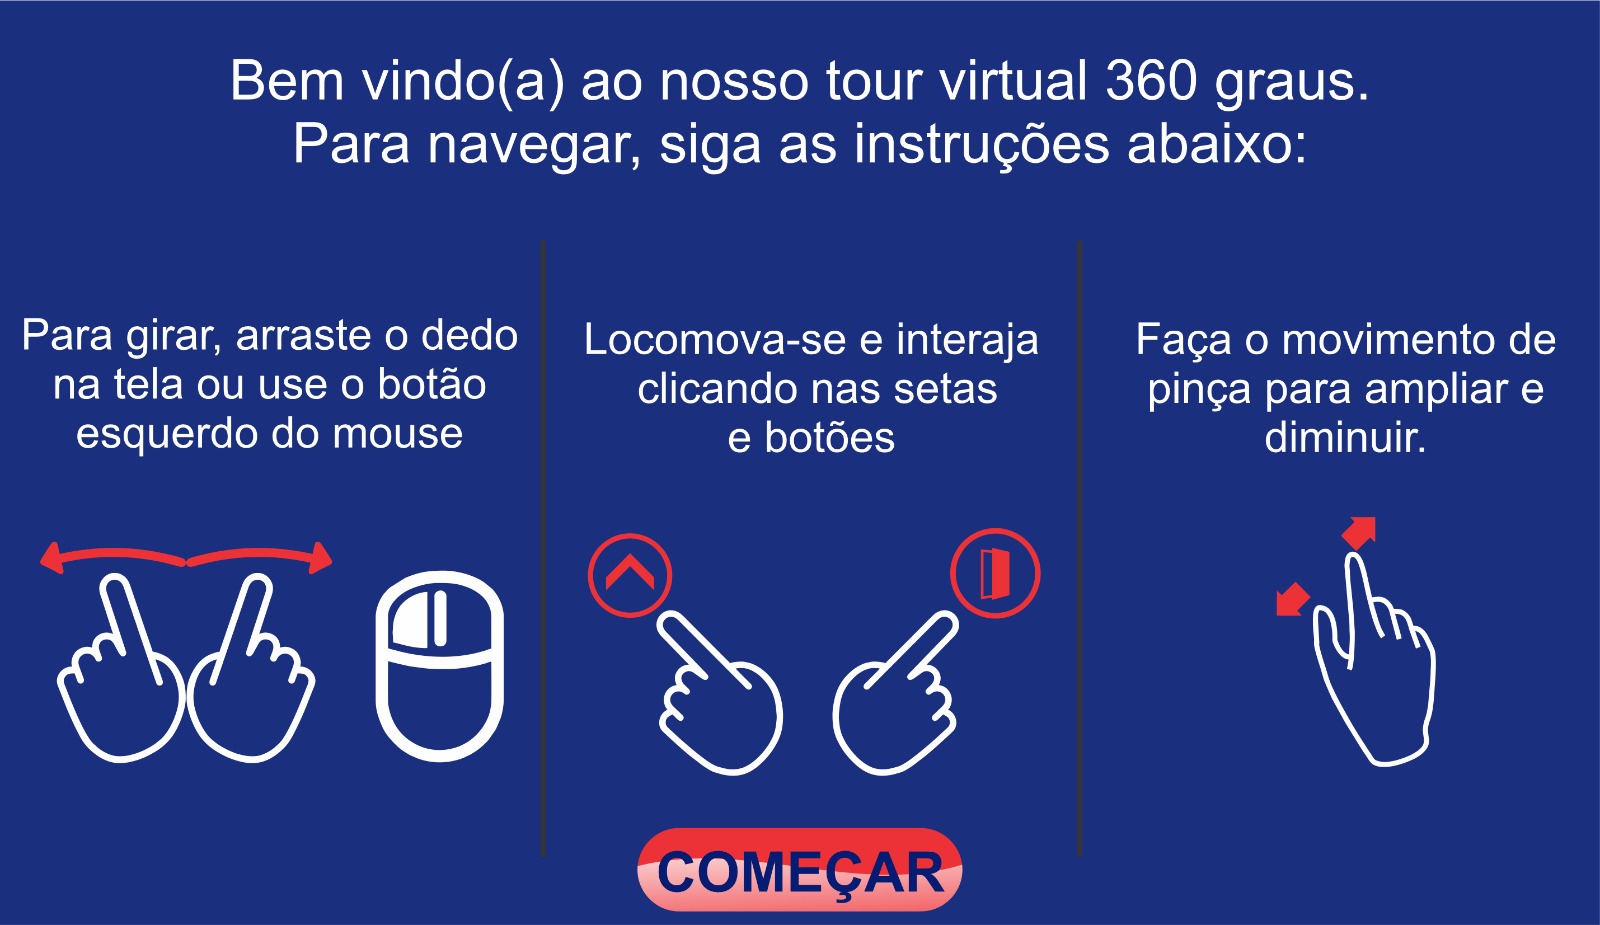 Bem vindo(a) ao nosso tour virtual 360 graus.
Para navegar, siga as instruções abaixo:
Para girar, arraste o dedo
na tela ou use o botão
esquerdo do mouse
Locomova-se e interaja
clicando nas setas
e botões
Faça o movimento de
pinça para ampliar e
diminuir.
COMEÇAR